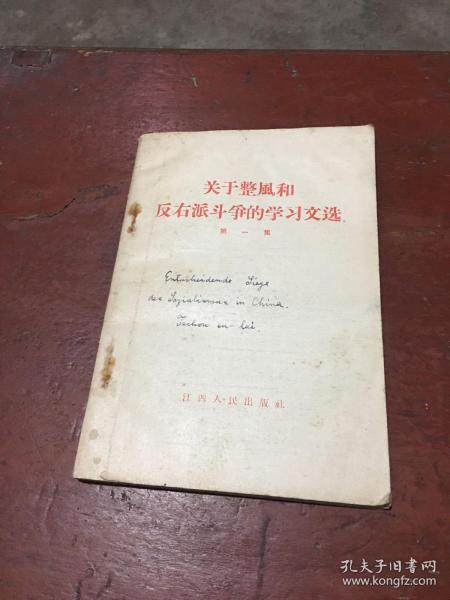 关于整風和
反右派斗爭的学习文选
第一集
Entscheidende Siege
des Sozialismus in China.
Tschou en-lai.
江西人民出版社
孔夫子旧书网
www.kongfz.com